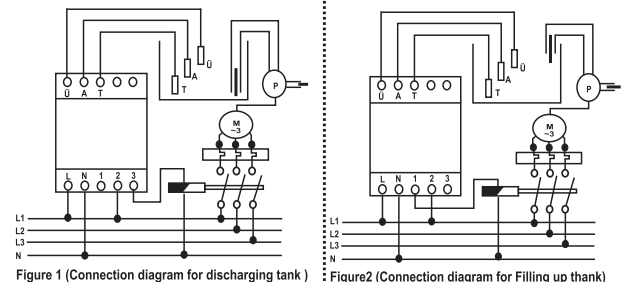 Ü A T
Ü
A
T
P
M
~3
L N 1 2 3
L1
L2
L3
N
Figure 1 (Connection diagram for discharging tank )
Ü A T
Ü
A
T
P
M
~3
L N 1 2 3
L1
L2
L3
N
Figure2 (Connection diagram for Filling up thank)